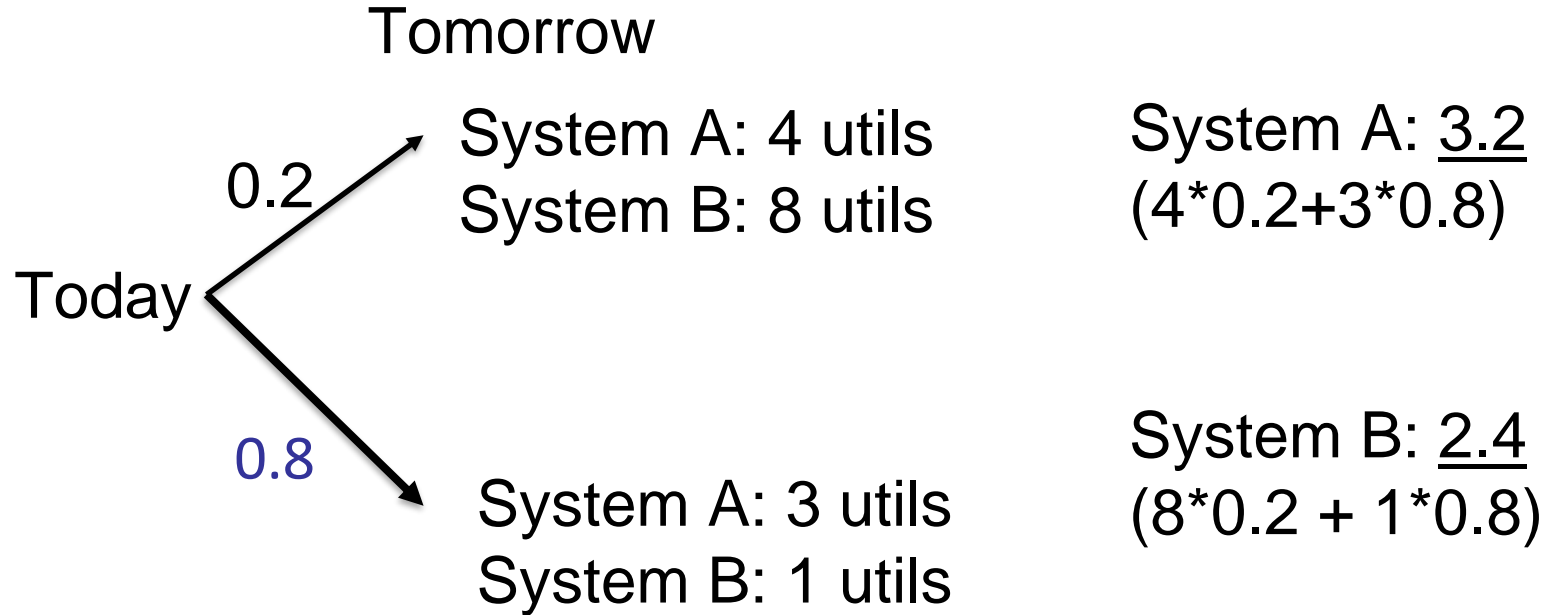 Tomorrow
System A: 4 utils
System B: 8 utils
System A: 3.2
(4*0.2+3*0.8)
0.2
Today
0.8
System A: 3 utils
System B: 1 utils
System B: 2.4
(8*0.2 + 1*0.8)